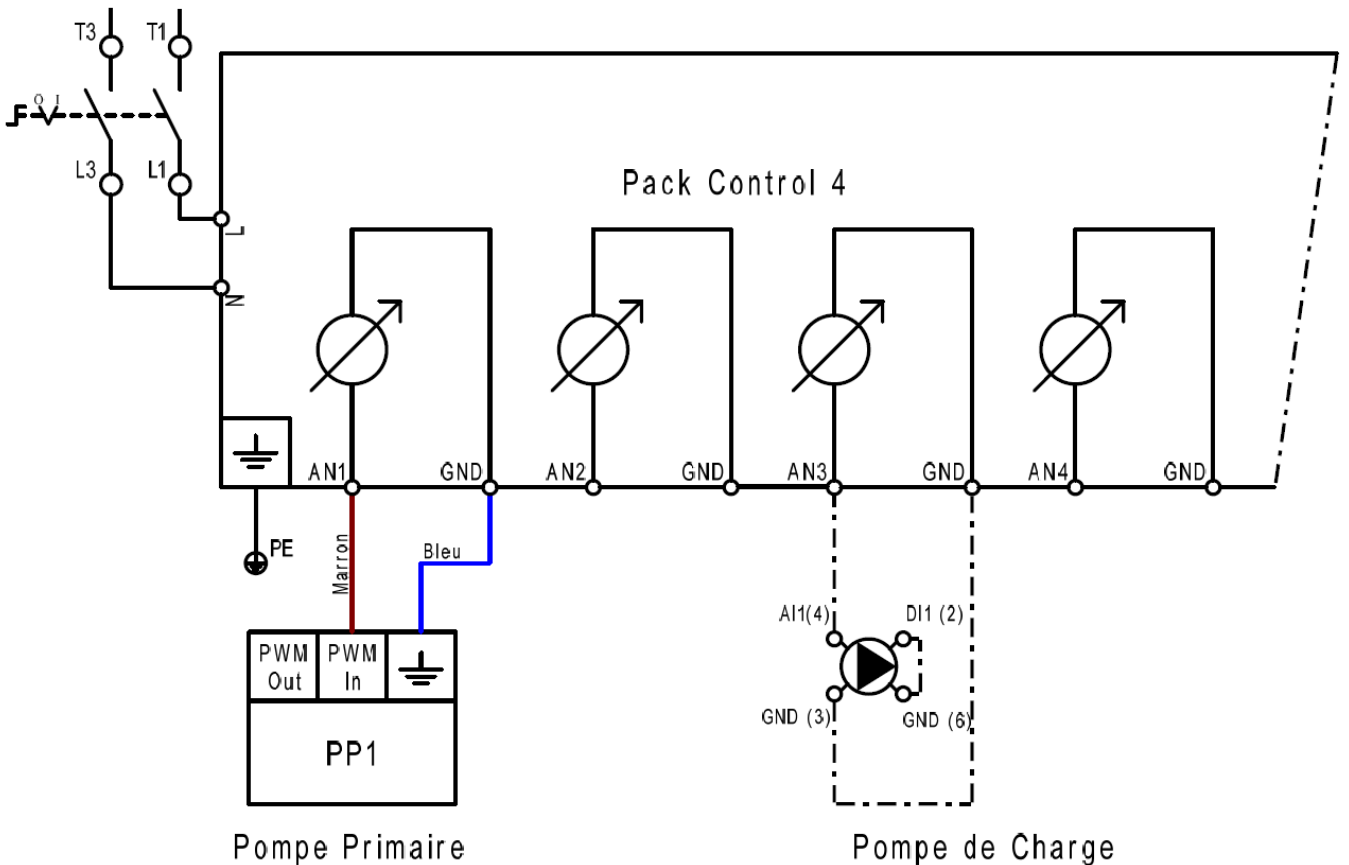 T3 T1
O I
L3 L1
Pack Control 4
L
N
AN1 GND AN2 GND AN3 GND AN4 GND
PE
Marron
Bleu
AI1(4) DI1 (2)
PWM Out
PWM In
GND (3) GND (6)
PP1
Pompe Primaire
Pompe de Charge